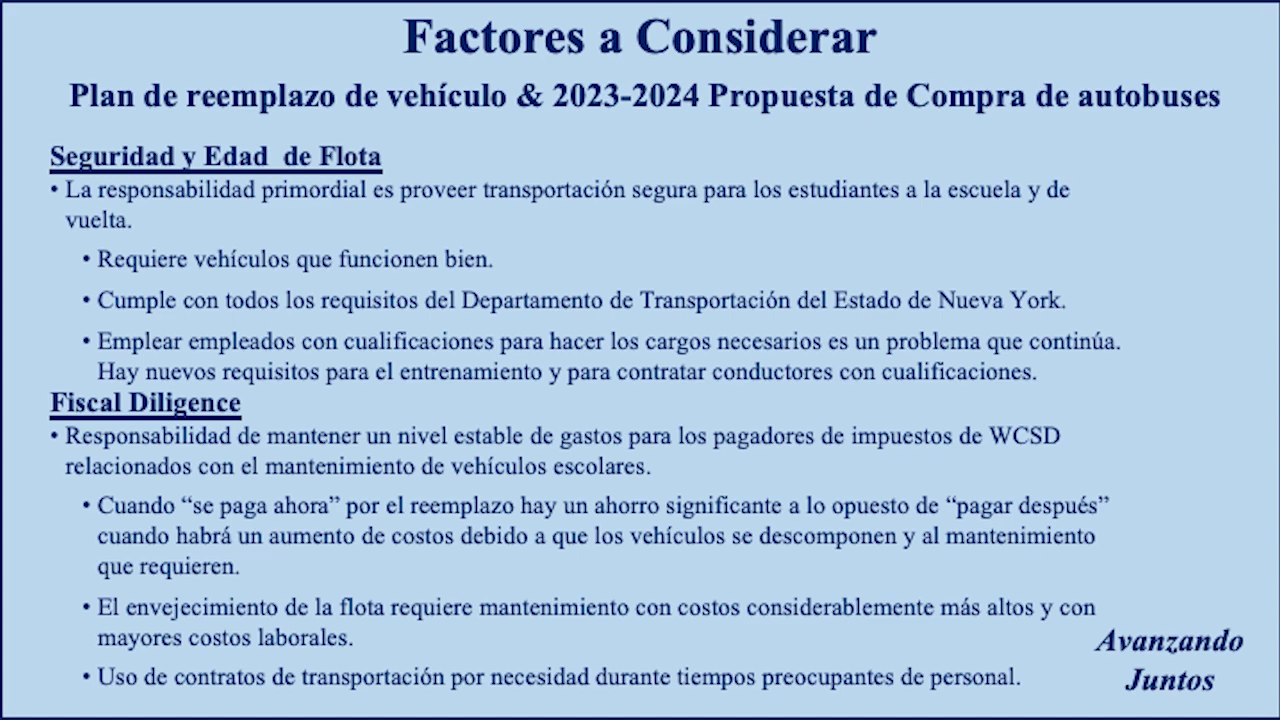 Factores a Considerar
Plan de reemplazo de vehículo & 2023-2024 Propuesta de Compra de autobuses
Seguridad y Edad  de Flota
• La responsabilidad primordial es proveer transportación segura para los estudiantes a la escuela y de
vuelta.
• Requiere vehículos que funcionen bien.
• Cumple con todos los requisitos del Departamento de Transportación del Estado de Nueva York.
• Emplear empleados con cualificaciones para hacer los cargos necesarios es un problema que continúa.
Hay nuevos requisitos para el entrenamiento y para contratar conductores con cualificaciones.
Fiscal Diligence
• Responsabilidad de mantener un nivel estable de gastos para los pagadores de impuestos de WCSD
relacionados con el mantenimiento de vehículos escolares.
• Cuando “se paga ahora” por el reemplazo hay un ahorro significante a lo opuesto de “pagar después”
cuando habrá un aumento de costos debido a que los vehículos se descomponen y al mantenimiento
que requieren.
• El envejecimiento de la flota requiere mantenimiento con costos considerablemente más altos y con
mayores costos laborales.
• Uso de contratos de transportación por necesidad durante tiempos preocupantes de personal.
Avanzando
Juntos